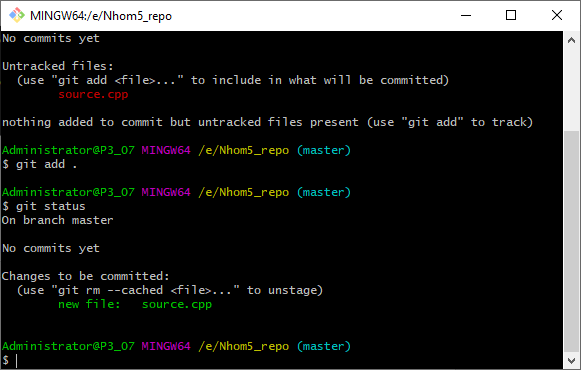 MINGW64:/e/Nhom5_repo
No commits yet
Untracked files:
  (use "git add <file>..." to include in what will be committed)
        source.cpp
nothing added to commit but untracked files present (use "git add" to track)
Administrator@P3_07 MINGW64 /e/Nhom5_repo (master)
$ git add .
Administrator@P3_07 MINGW64 /e/Nhom5_repo (master)
$ git status
On branch master
No commits yet
Changes to be committed:
  (use "git rm --cached <file>..." to unstage)
        new file:   source.cpp
Administrator@P3_07 MINGW64 /e/Nhom5_repo (master)
$